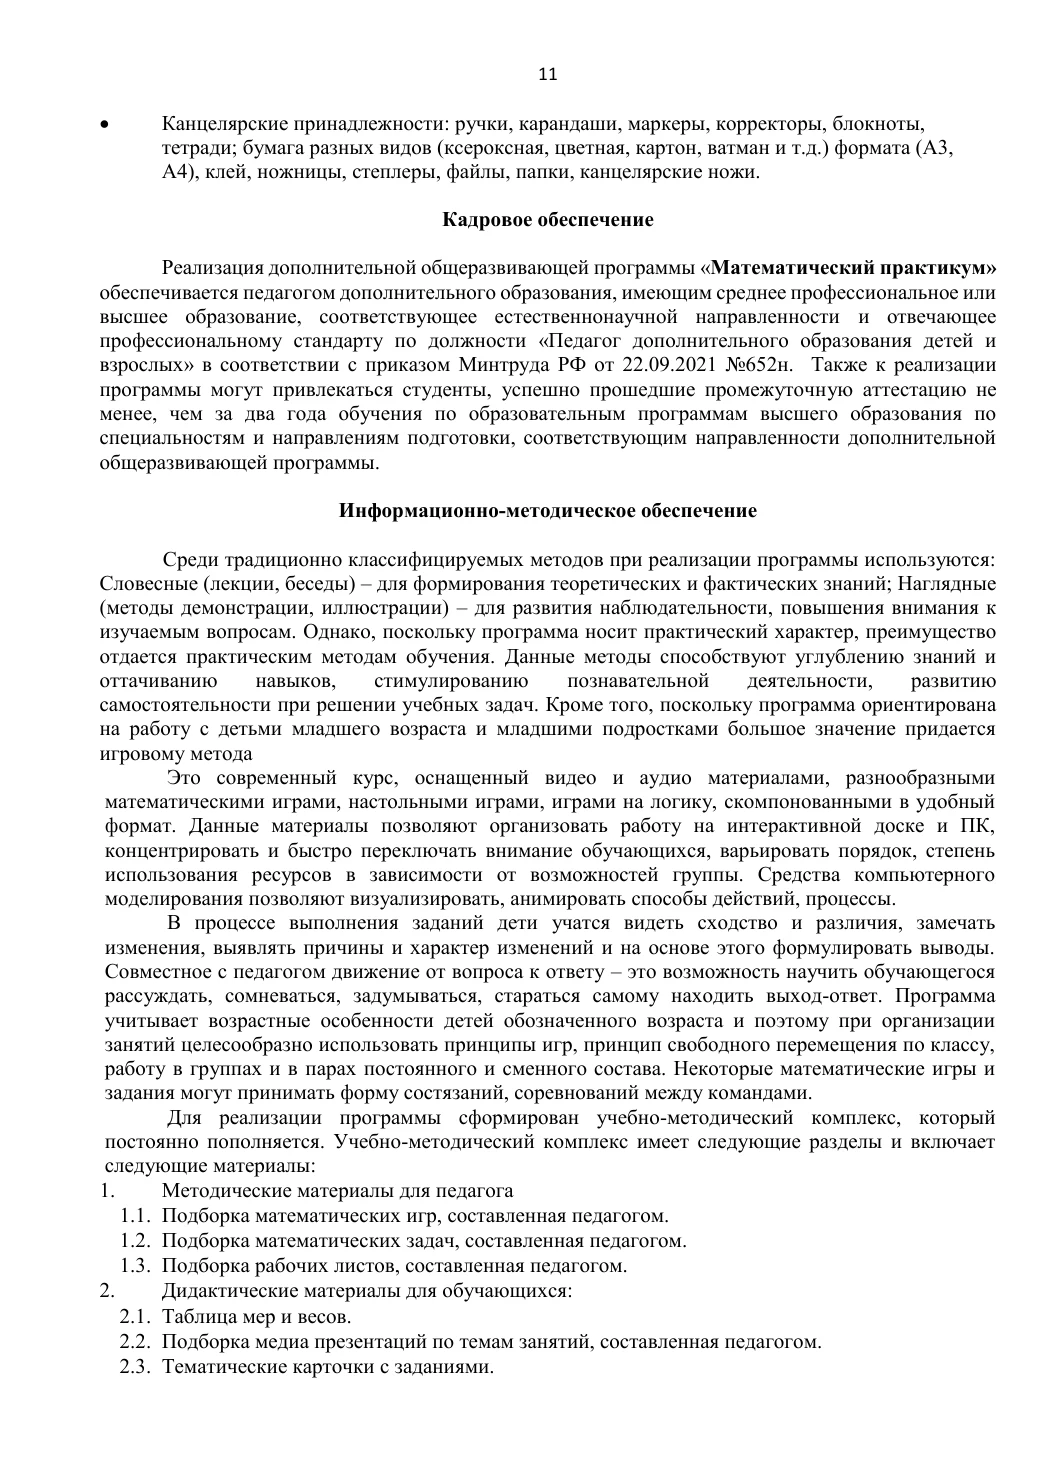 11
• Канцелярские принадлежности: ручки, карандаши, маркеры, корректоры, блокноты,
тетради; бумага разных видов (ксероксная, цветная, картон, ватман и т.д.) формата (А3,
А4), клей, ножницы, степлеры, файлы, папки, канцелярские ножи.
Кадровое обеспечение
Реализация дополнительной общеразвивающей программы «Математический практикум»
обеспечивается педагогом дополнительного образования, имеющим среднее профессиональное или
высшее образование, соответствующее естественнонаучной направленности и отвечающее
профессиональному стандарту по должности «Педагог дополнительного образования детей и
взрослых» в соответствии с приказом Минтруда РФ от 22.09.2021 №652н. Также к реализации
программы могут привлекаться студенты, успешно прошедшие промежуточную аттестацию не
менее, чем за два года обучения по образовательным программам высшего образования по
специальностям и направлениям подготовки, соответствующим направленности дополнительной
общеразвивающей программы.
Информационно-методическое обеспечение
Среди традиционно классифицируемых методов при реализации программы используются:
Словесные (лекции, беседы) – для формирования теоретических и фактических знаний; Наглядные
(методы демонстрации, иллюстрации) – для развития наблюдательности, повышения внимания к
изучаемым вопросам. Однако, поскольку программа носит практический характер, преимущество
отдается практическим методам обучения. Данные методы способствуют углублению знаний и
оттачиванию навыков, стимулированию познавательной деятельности, развитию
самостоятельности при решении учебных задач. Кроме того, поскольку программа ориентирована
на работу с детьми младшего возраста и младшими подростками большое значение придается
игровому метода
Это современный курс, оснащенный видео и аудио материалами, разнообразными
математическими играми, настольными играми, играми на логику, скомпонованными в удобный
формат. Данные материалы позволяют организовать работу на интерактивной доске и ПК,
концентрировать и быстро переключать внимание обучающихся, варьировать порядок, степень
использования ресурсов в зависимости от возможностей группы. Средства компьютерного
моделирования позволяют визуализировать, анимировать способы действий, процессы.
В процессе выполнения заданий дети учатся видеть сходство и различия, замечать
изменения, выявлять причины и характер изменений и на основе этого формулировать выводы.
Совместное с педагогом движение от вопроса к ответу – это возможность научить обучающегося
рассуждать, сомневаться, задумываться, стараться самому находить выход-ответ. Программа
учитывает возрастные особенности детей обозначенного возраста и поэтому при организации
занятий целесообразно использовать принципы игр, принцип свободного перемещения по классу,
работу в группах и в парах постоянного и сменного состава. Некоторые математические игры и
задания могут принимать форму состязаний, соревнований между командами.
Для реализации программы сформирован учебно-методический комплекс, который
постоянно пополняется. Учебно-методический комплекс имеет следующие разделы и включает
следующие материалы:
1. Методические материалы для педагога
1.1. Подборка математических игр, составленная педагогом.
1.2. Подборка математических задач, составленная педагогом.
1.3. Подборка рабочих листов, составленная педагогом.
2. Дидактические материалы для обучающихся:
2.1. Таблица мер и весов.
2.2. Подборка медиа презентаций по темам занятий, составленная педагогом.
2.3. Тематические карточки с заданиями.